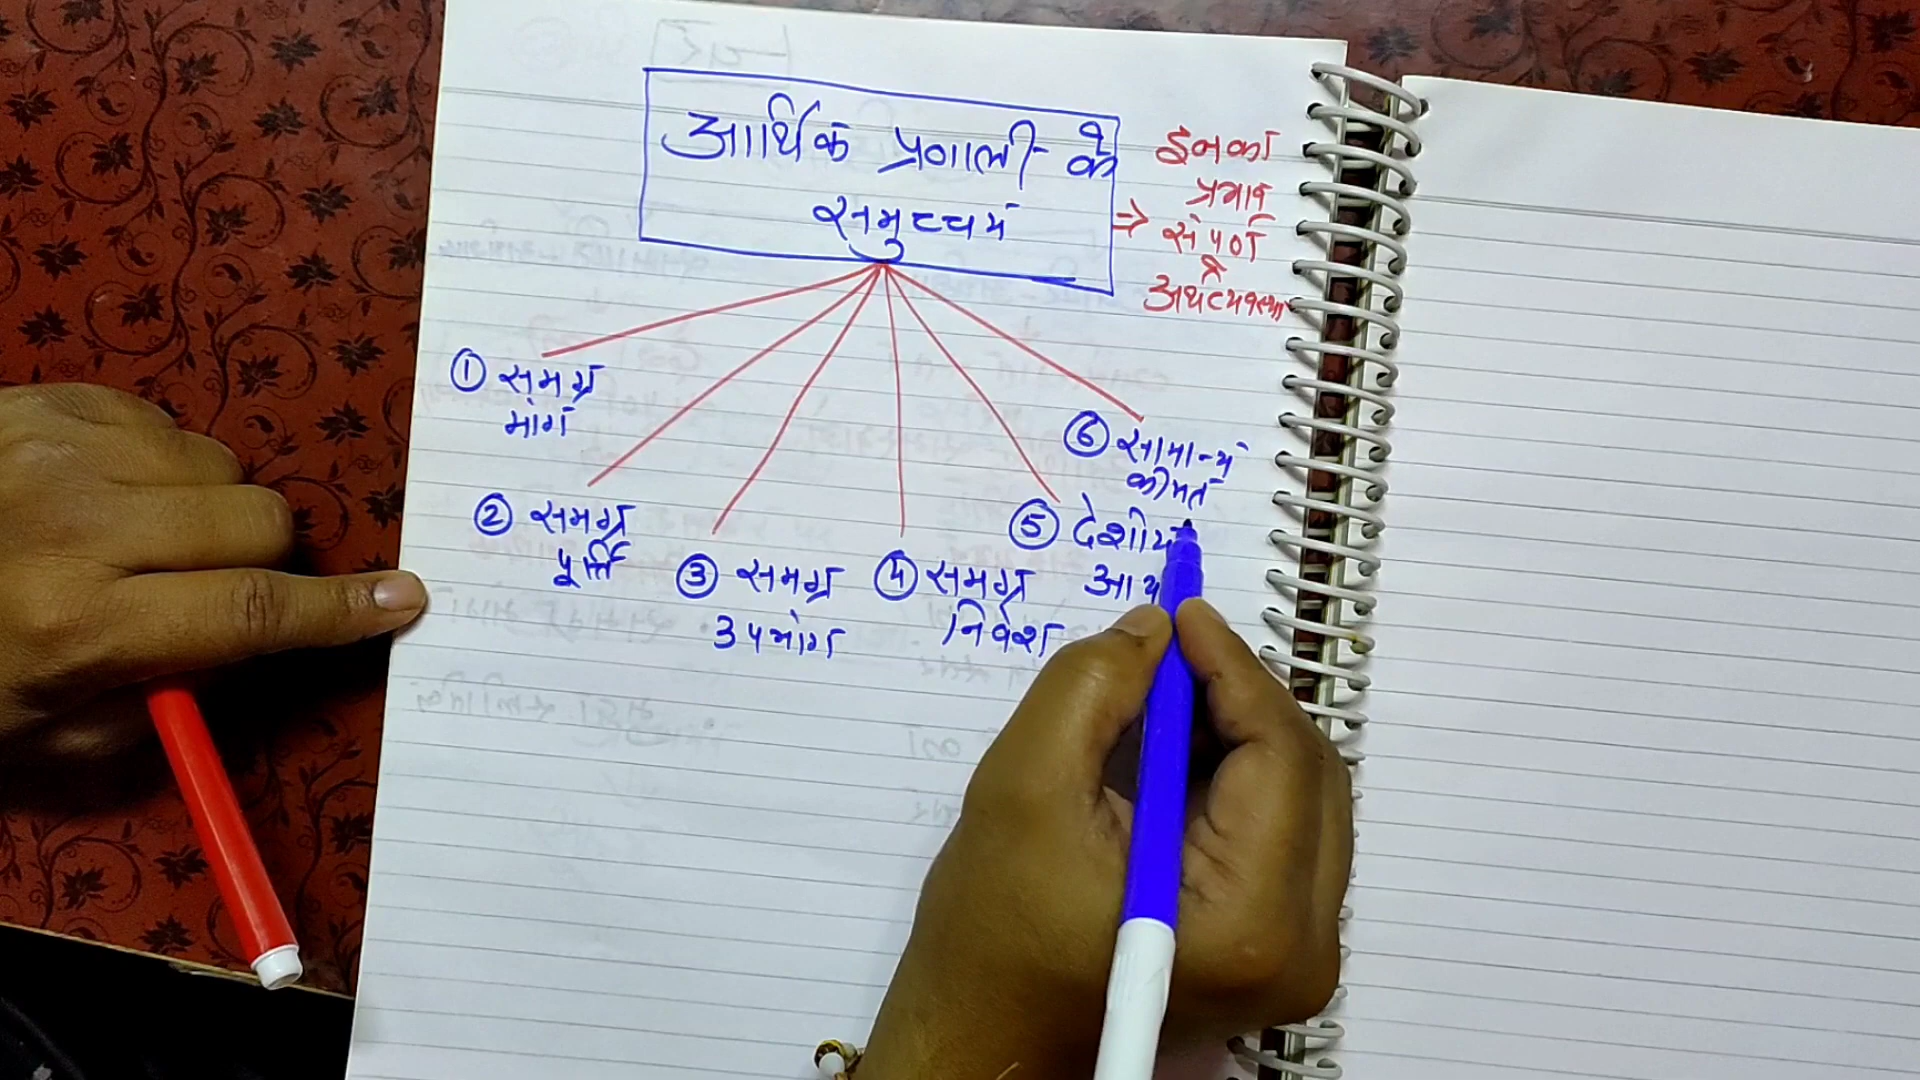 आर्थिक प्रणाली के
समुच्चय
⇒ इनका
प्रभाव
संपूर्ण
अर्थव्यवस्था
① समग्र
मांग
② समग्र
पूर्ति
③ समग्र
उपभोग
④ समग्र
निवेश
⑤ देशीय
आय
⑥ सामान्य
कीमत